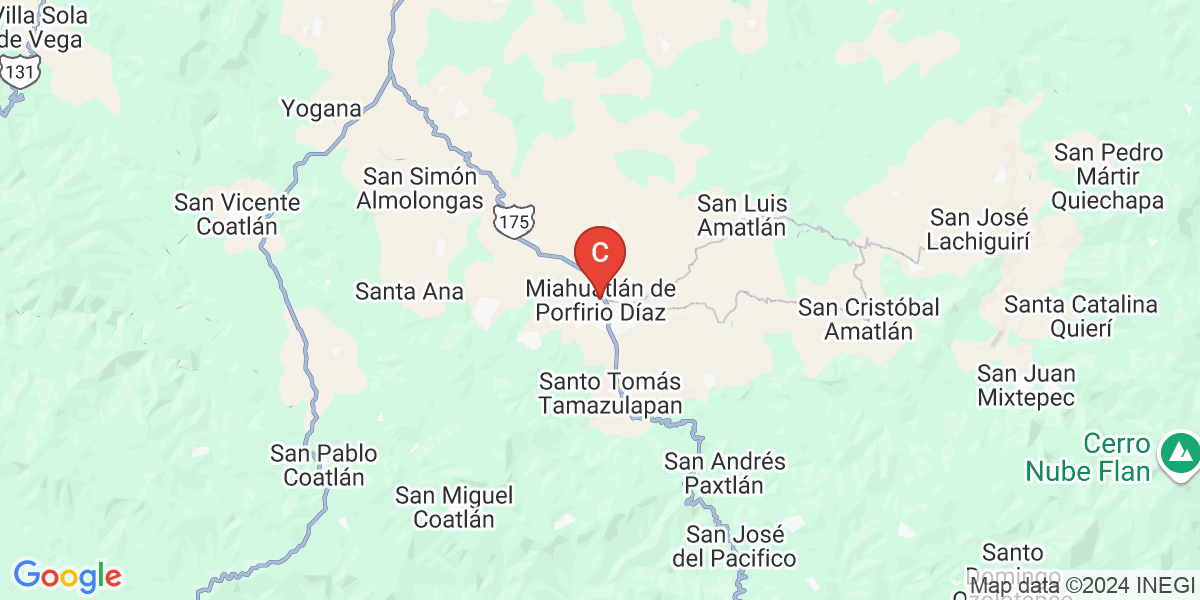 Villa Sola
de Vega
131
Yogana
San Pedro
Mártir
Quiechapa
San Simón
Almolongas
San Vicente
Coatlán
175
San Luis
Amatlán
San José
Lachiguirí
C
Miahuatlán de
Porfirio Díaz
Santa Ana
San Cristóbal
Amatlán
Santa Catalina
Quierí
Santo Tomás
Tamazulapan
San Juan
Mixtepec
San Pablo
Coatlán
San Andrés
Paxtlán
Cerro
Nube Flan
San Miguel
Coatlán
San José
del Pacifico
Santo
Domingo
Google
Map data ©2024 INEGI